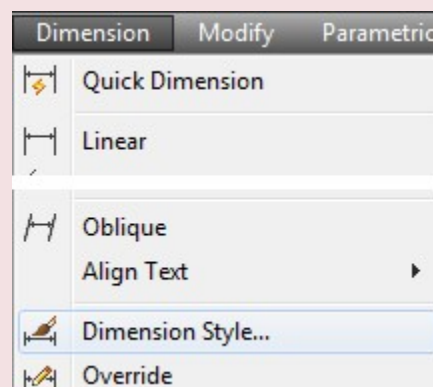 Dimension Modify Parametric
Quick Dimension
Linear
Oblique
Align Text
Dimension Style...
Override